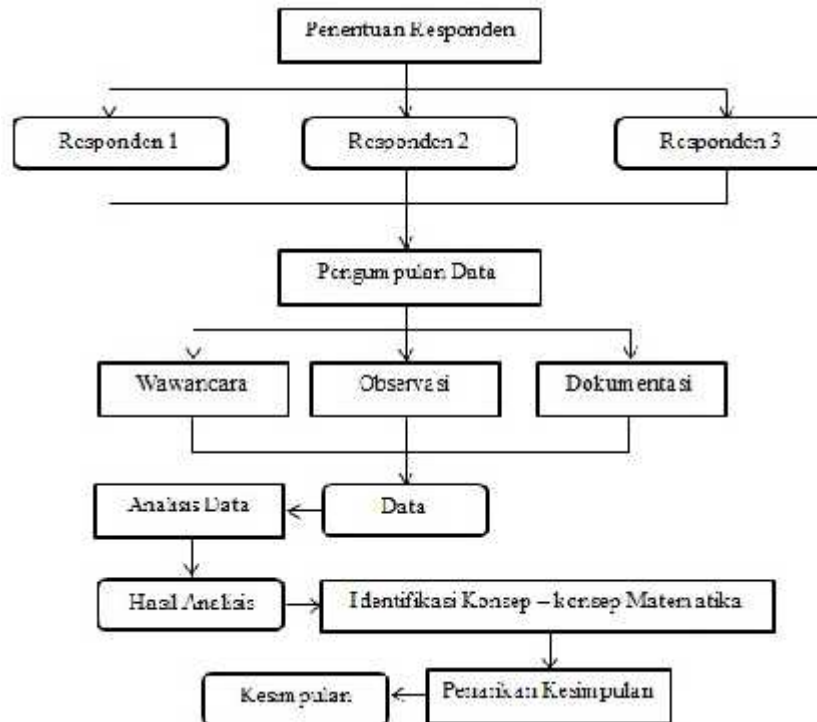 Penentuan Responden
Responden 1
Responden 2
Responden 3
Pengumpulan Data
Wawancara
Observasi
Dokumentasi
Analisis Data
Data
Hasil Analisis
Identifikasi Konsep – konsep Matematika
Kesimpulan
Penarikan Kesimpulan